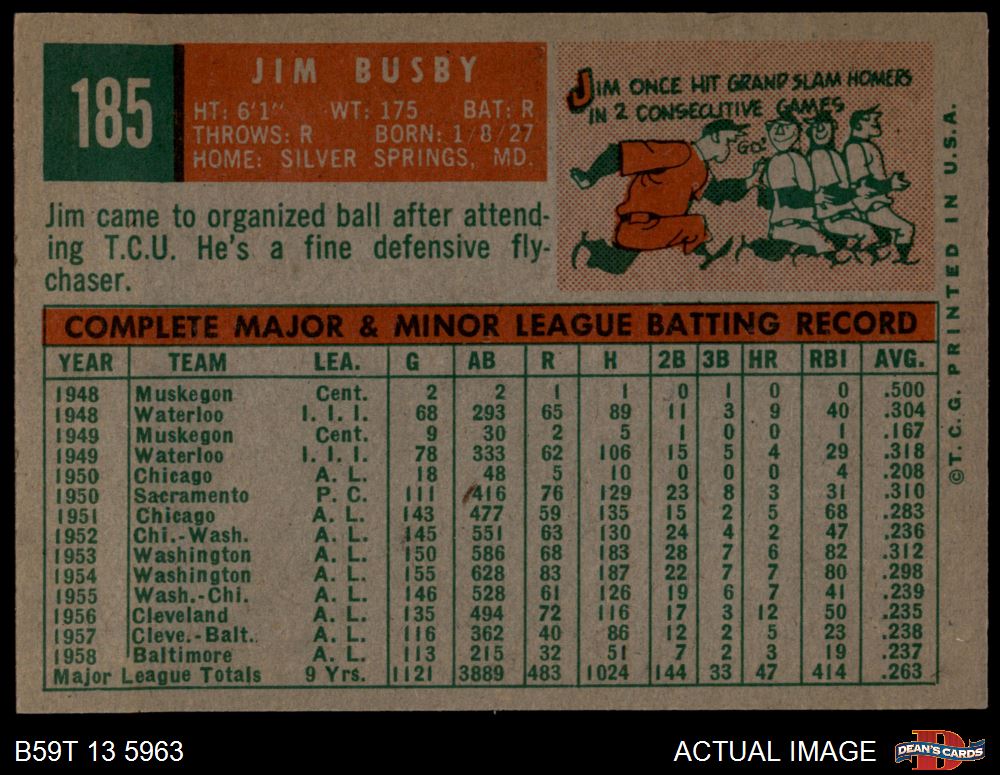 185
JIM BUSBY
HT: 6'1" WT: 175 BAT: R
THROWS: R BORN: 1/8/27
HOME: SILVER SPRINGS, MD.
JIM ONCE HIT GRAND SLAM HOMERS
IN 2 CONSECUTIVE GAMES
GO!
Jim came to organized ball after attend-
ing T.C.U. He's a fine defensive fly-
chaser.
COMPLETE MAJOR & MINOR LEAGUE BATTING RECORD
YEAR TEAM LEA. G AB R H 2B 3B HR RBI AVG.
1948 Muskegon Cent. 2 2 1 1 0 1 0 0 .500
1948 Waterloo I. I. I. 68 293 65 89 11 3 9 40 .304
1949 Muskegon Cent. 9 30 2 5 1 0 0 1 .167
1949 Waterloo I. I. I. 78 333 62 106 15 5 4 29 .318
1950 Chicago A. L. 18 48 5 10 0 0 0 4 .208
1950 Sacramento P. C. 111 416 76 129 23 8 3 31 .310
1951 Chicago A. L. 143 477 59 135 15 2 5 68 .283
1952 Chi.-Wash. A. L. 145 551 63 130 24 4 2 47 .236
1953 Washington A. L. 150 586 68 183 28 7 6 82 .312
1954 Washington A. L. 155 628 83 187 22 7 7 80 .298
1955 Wash.-Chi. A. L. 146 528 61 126 19 6 7 41 .239
1956 Cleveland A. L. 135 494 72 116 17 3 12 50 .235
1957 Cleve.-Balt. A. L. 116 362 40 86 12 2 5 23 .238
1958 Baltimore A. L. 113 215 32 51 7 2 3 19 .237
Major League Totals 9 Yrs. 1121 3889 483 1024 144 33 47 414 .263
©T. C. G. PRINTED IN U.S.A.
B59T 13 5963
ACTUAL IMAGE
D
DEAN'S CARDS